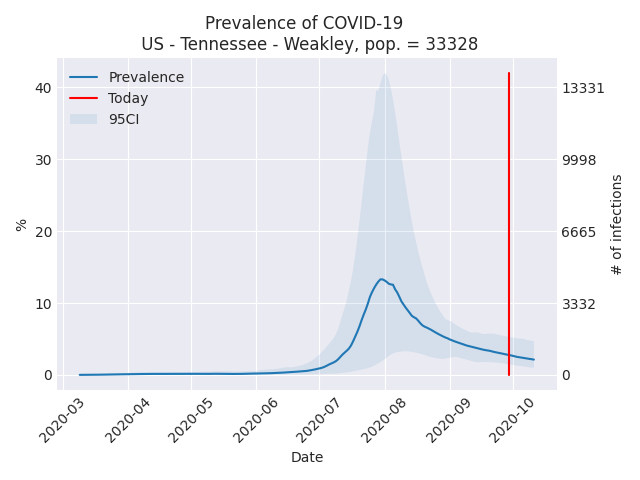 Prevalence of COVID-19
US - Tennessee - Weakley, pop. = 33328
Prevalence
Today
95CI
40
30
20
10
0
%
13331
9998
6665
3332
0
# of infections
2020-03
2020-04
2020-05
2020-06
2020-07
2020-08
2020-09
2020-10
Date